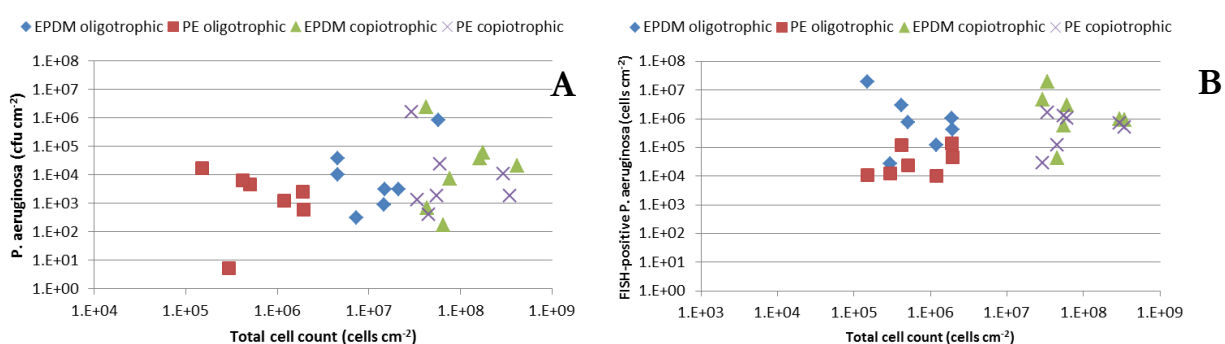 EPDM oligotrophic PE oligotrophic EPDM copiotrophic PE copiotrophic
A
P. aeruginosa (cfu cm-2)
1.E+08
1.E+07
1.E+06
1.E+05
1.E+04
1.E+03
1.E+02
1.E+01
1.E+00
1.E+04 1.E+05 1.E+06 1.E+07 1.E+08 1.E+09
Total cell count (cells cm-2)
EPDM oligotrophic PE oligotrophic EPDM copiotrophic PE copiotrophic
B
FISH-positive P. aeruginosa (cells cm-2)
1.E+08
1.E+07
1.E+06
1.E+05
1.E+04
1.E+03
1.E+02
1.E+01
1.E+00
1.E+03 1.E+04 1.E+05 1.E+06 1.E+07 1.E+08 1.E+09
Total cell count (cells cm-2)